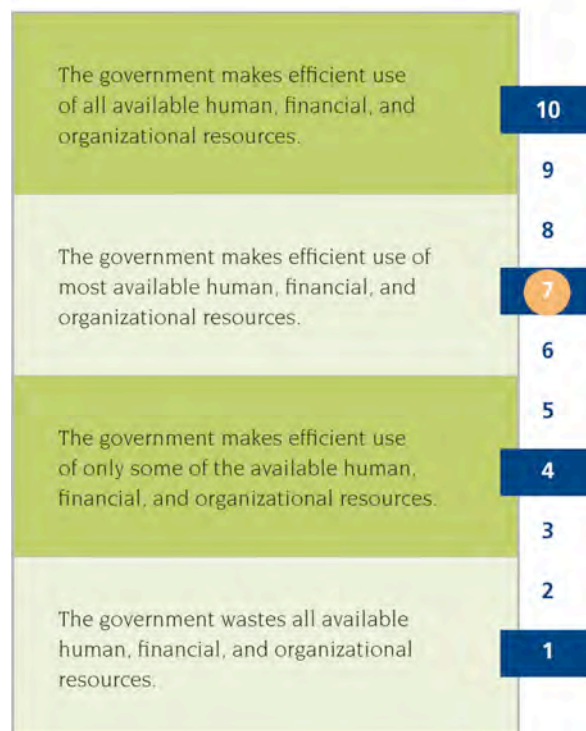 The government makes efficient use
of all available human, financial, and
organizational resources.
10
9
8
The government makes efficient use of
most available human, financial, and
organizational resources.
7
6
5
The government makes efficient use
of only some of the available human,
financial, and organizational resources.
4
3
2
The government wastes all available
human, financial, and organizational
resources.
1